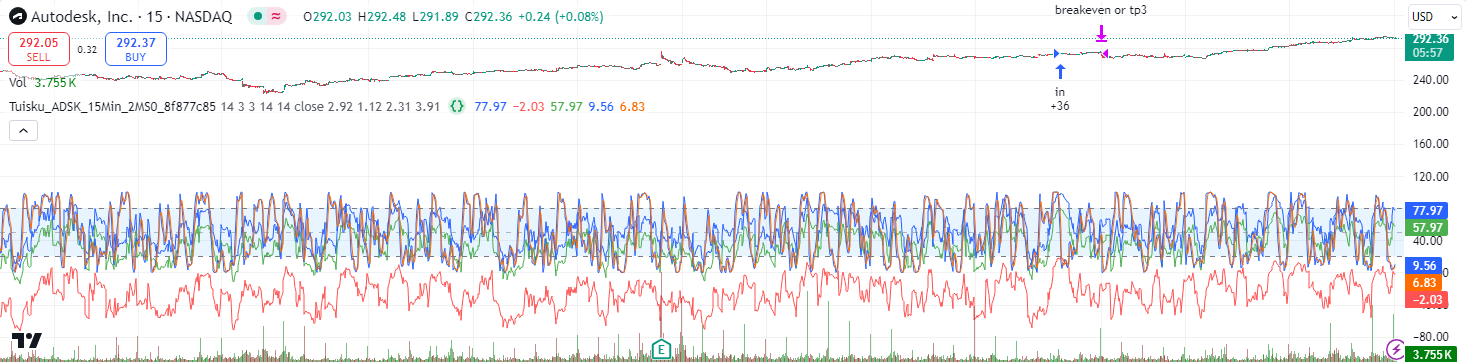 Autodesk, Inc. · 15 · NASDAQ
O292.03 H292.48 L291.89 C292.36 +0.24 (+0.08%)
breakeven or tp3
USD
292.05
SELL
0.32
292.37
BUY
292.36
05:57
Vol 3.755 K
240.00
in
+36
Tuisku_ADSK_15Min_2MS0_8f877c85 14 3 3 14 14 close 2.92 1.12 2.31 3.91 {} 77.97 −2.03 57.97 9.56 6.83
200.00
160.00
120.00
77.97
57.97
40.00
9.56
6.83
−2.03
E
−80.00
3.755 K